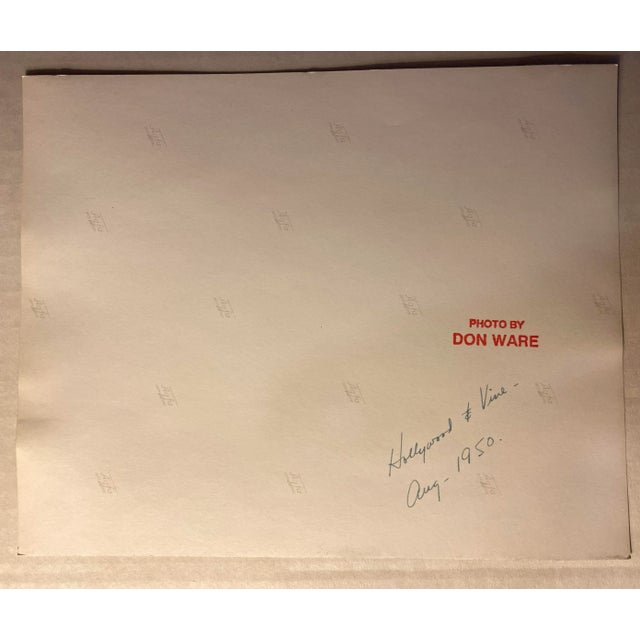 PHOTO BY
DON WARE
Hollywood & Vine -
Aug - 1950.